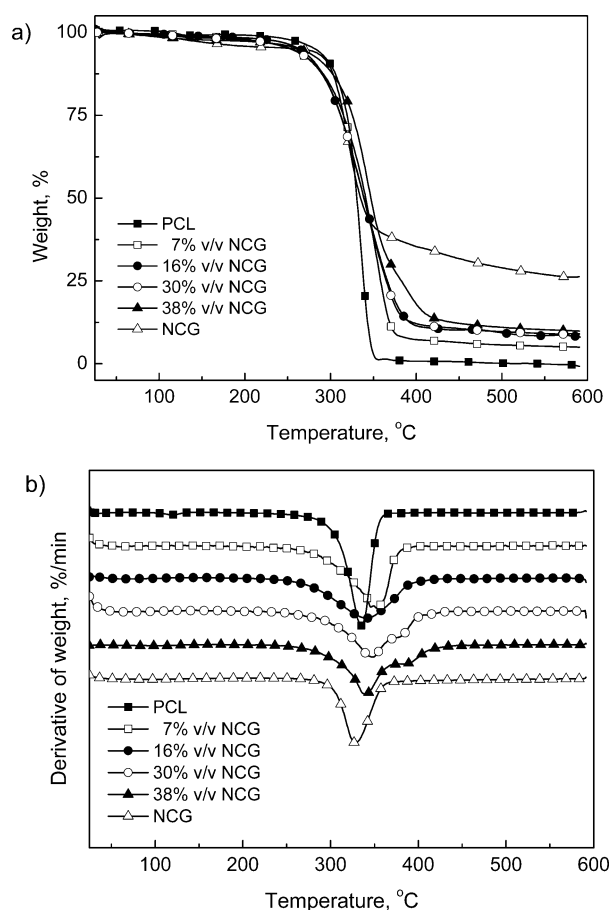 a)
100
75
50
25
0
Weight, %
PCL
7% v/v NCG
16% v/v NCG
30% v/v NCG
38% v/v NCG
NCG
100 200 300 400 500 600
Temperature, °C
b)
Derivative of weight, %/min
PCL
7% v/v NCG
16% v/v NCG
30% v/v NCG
38% v/v NCG
NCG
100 200 300 400 500 600
Temperature, °C